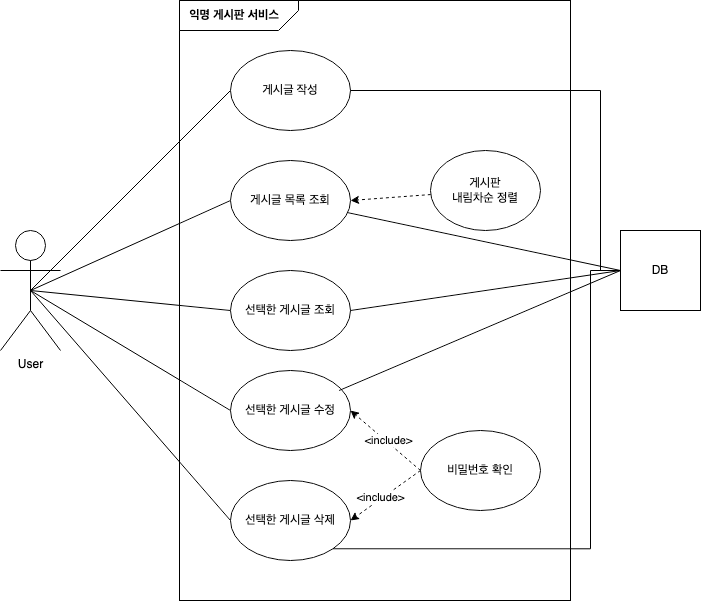 익명 게시판 서비스
게시글 작성
게시글 목록 조회
게시판
내림차순 정렬
User
DB
선택한 게시글 조회
선택한 게시글 수정
<include>
비밀번호 확인
<include>
선택한 게시글 삭제